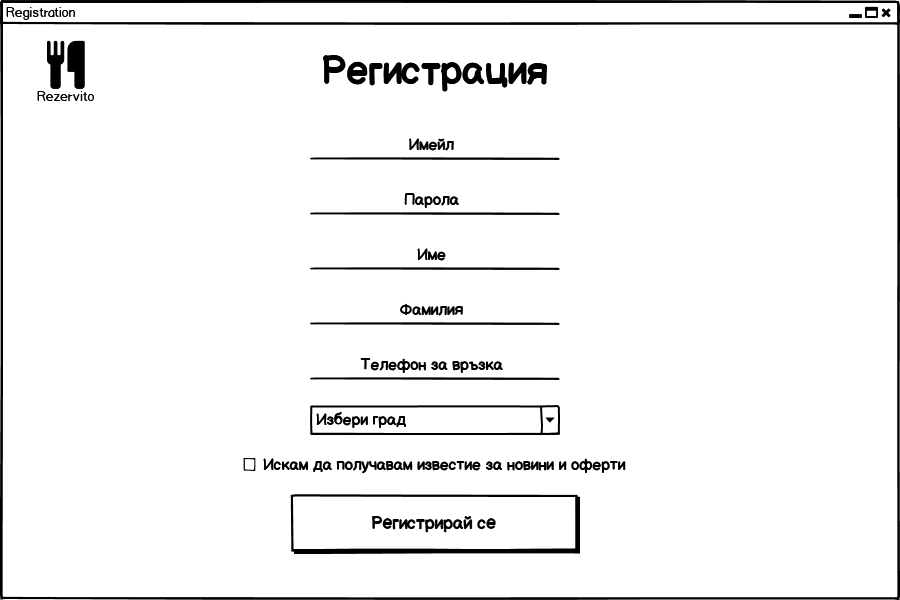 Registration
Rezervito
Регистрация
Имейл
Парола
Име
Фамилия
Телефон за връзка
Избери град
Искам да получавам известие за новини и оферти
Регистрирай се